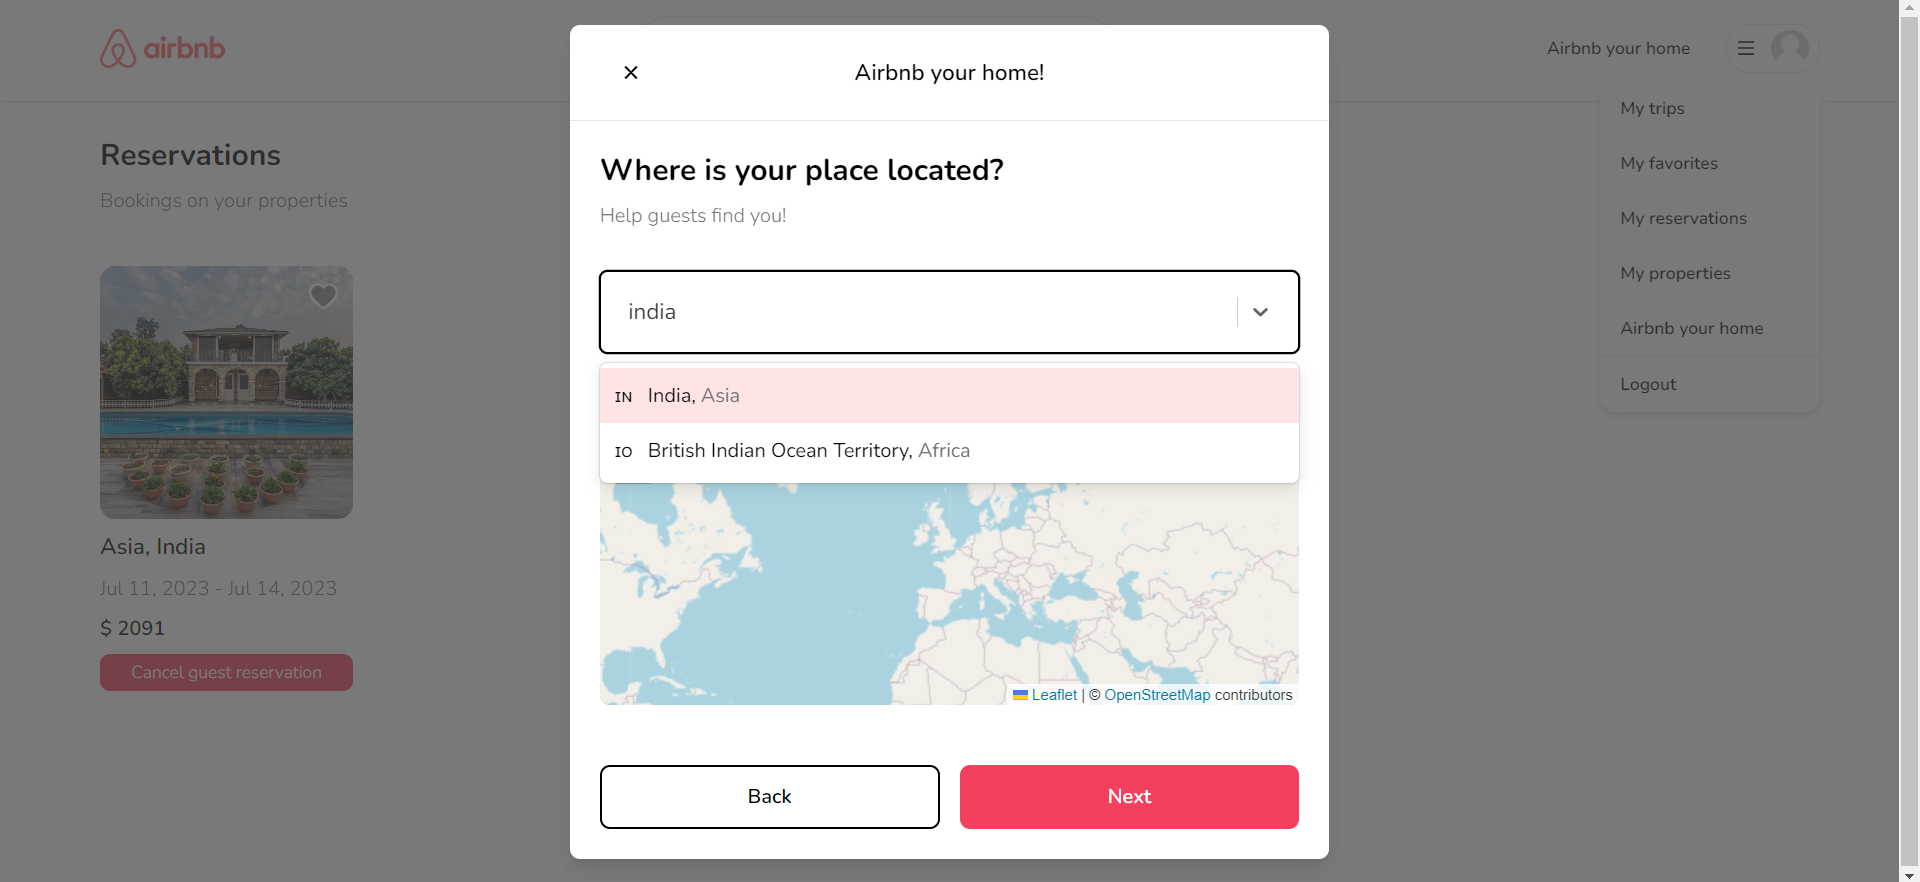 airbnb
Airbnb your home
My trips
My favorites
My reservations
My properties
Airbnb your home
Logout
Reservations
Bookings on your properties
Asia, India
Jul 11, 2023 - Jul 14, 2023
$ 2091
Cancel guest reservation
Airbnb your home!
Where is your place located?
Help guests find you!
india
IN India, Asia
IO British Indian Ocean Territory, Africa
Leaflet | © OpenStreetMap contributors
Back
Next